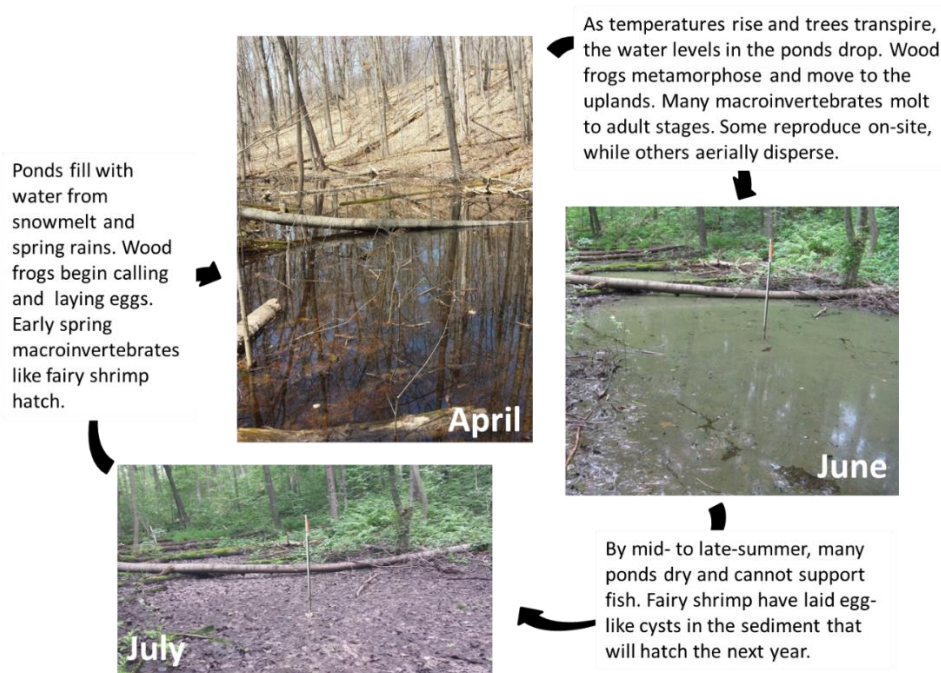 Ponds fill with
water from
snowmelt and
spring rains. Wood
frogs begin calling
and laying eggs.
Early spring
macroinvertebrates
like fairy shrimp
hatch.
April
As temperatures rise and trees transpire,
the water levels in the ponds drop. Wood
frogs metamorphose and move to the
uplands. Many macroinvertebrates molt
to adult stages. Some reproduce on-site,
while others aerially disperse.
June
By mid- to late-summer, many
ponds dry and cannot support
fish. Fairy shrimp have laid egg-
like cysts in the sediment that
will hatch the next year.
July